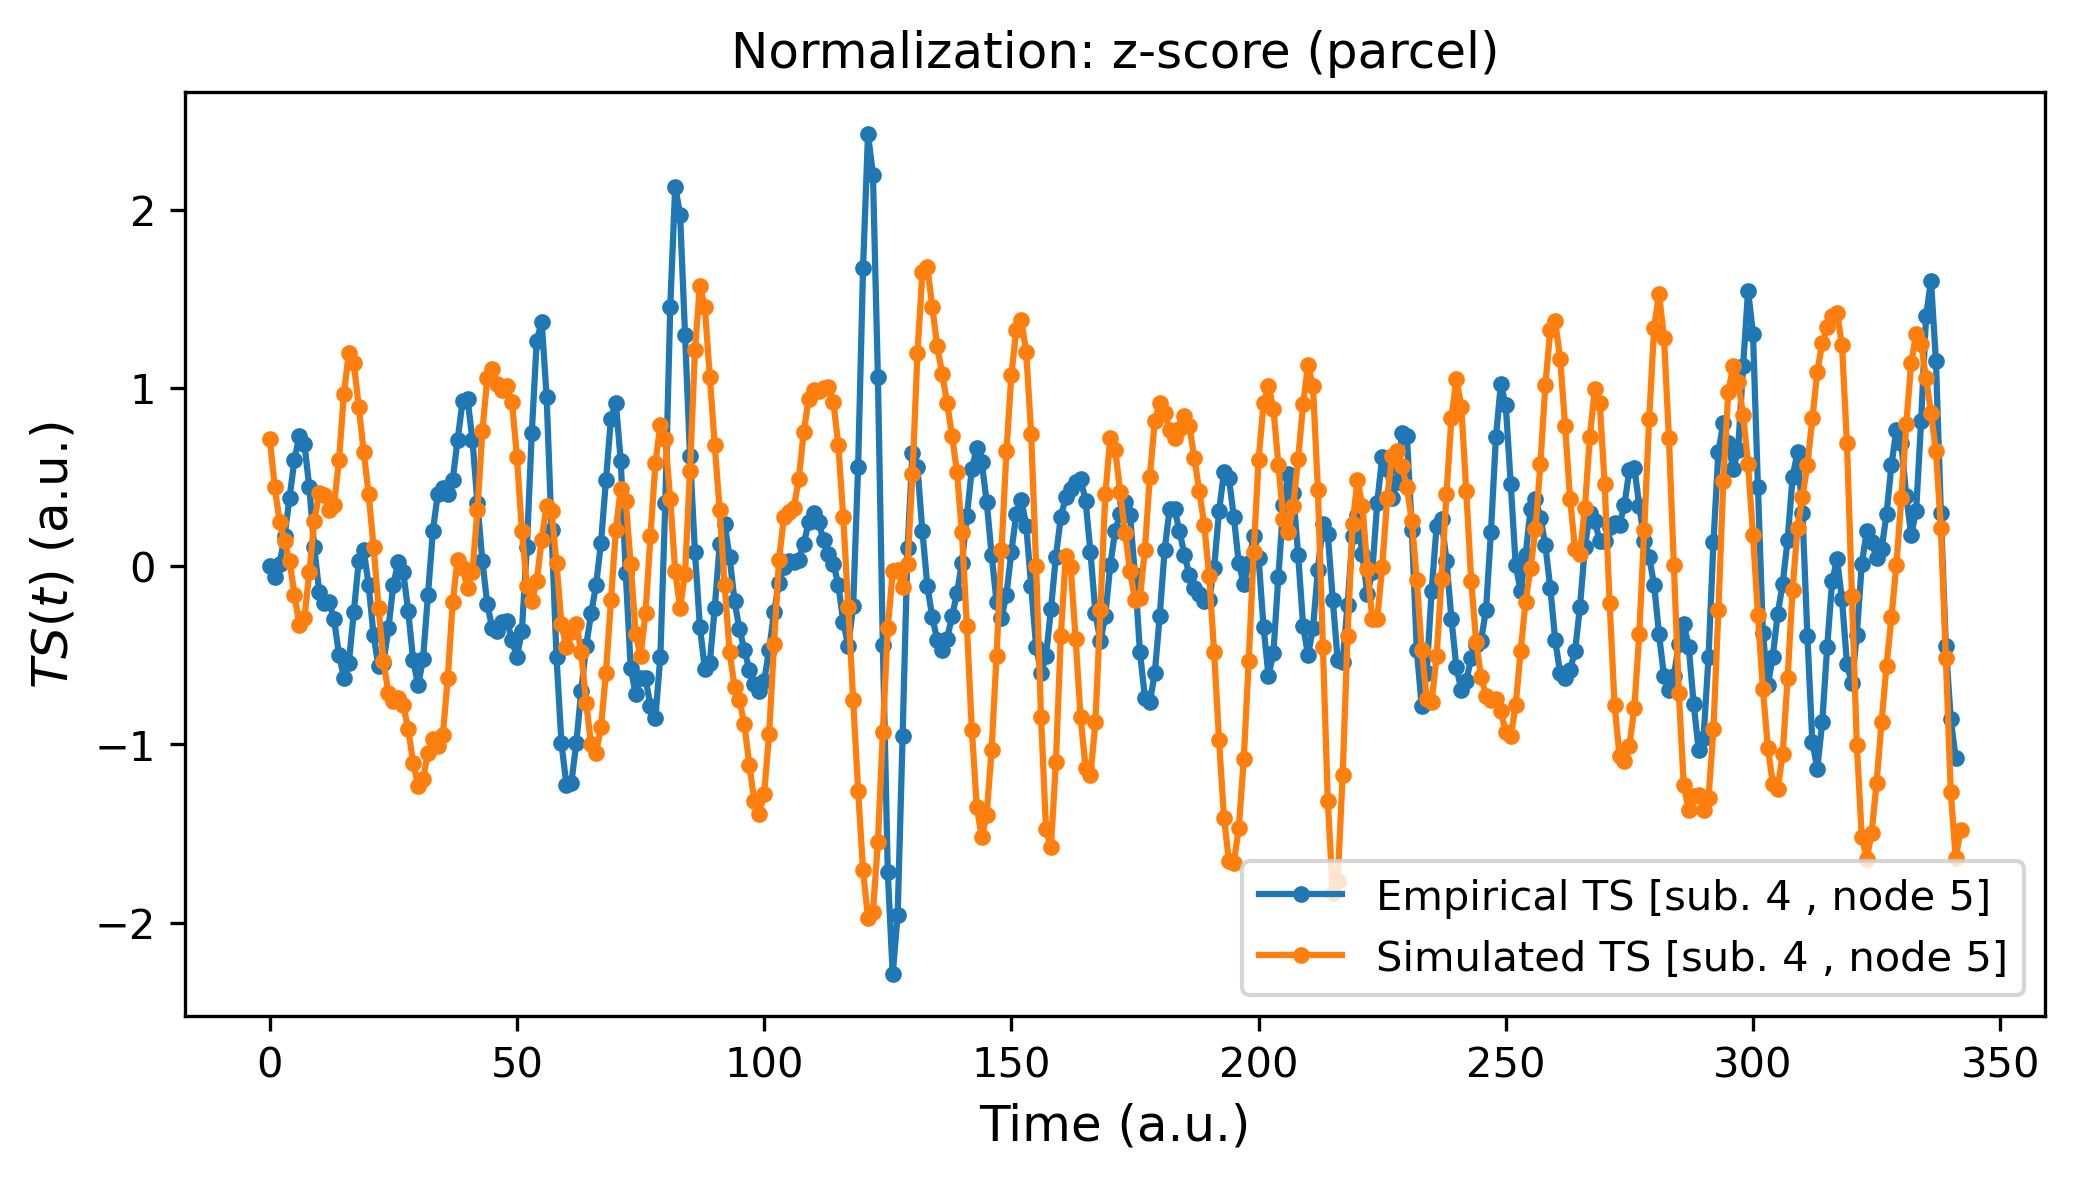 Normalization: z-score (parcel)
TS(t) (a.u.)
2
1
0
−1
−2
Empirical TS [sub. 4 , node 5]
Simulated TS [sub. 4 , node 5]
0 50 100 150 200 250 300 350
Time (a.u.)